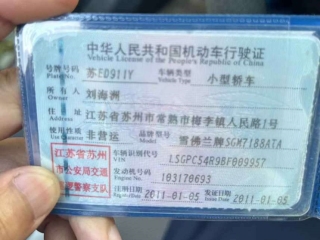 中华人民共和国机动车行驶证
Vehicle License of the People's Republic of China
号牌号码 苏ED911Y 车辆类型 小型轿车
Plate No. Vehicle Type
所有人 刘海洲
住址 江苏省苏州市常熟市梅李镇人民路1号
使用性质 非营运 品牌型号 雪佛兰牌SGM7188ATA
江苏省苏州 车辆识别代号 LSGPC54R98F009957
VIN
市公安局交通 发动机号码 103170693
Engine No.
巡逻警察支队 注册日期 2011-01-05 发证日期 2011-01-05